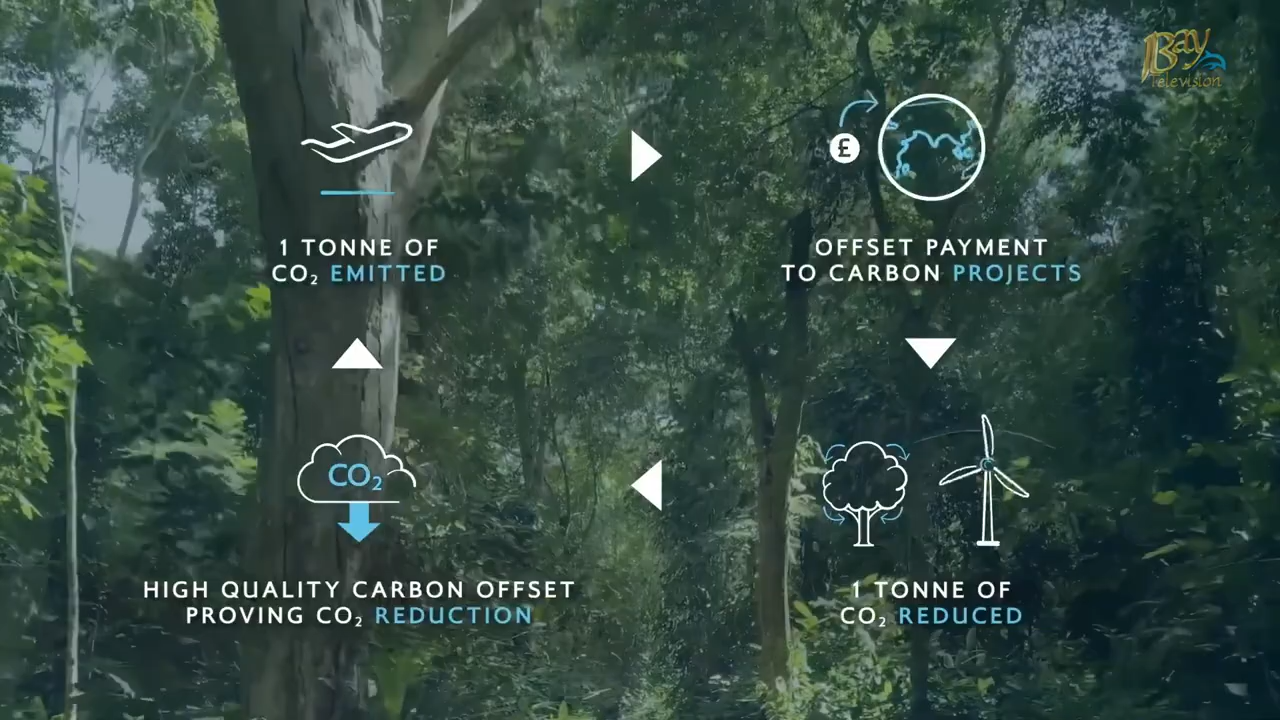 JBay
Television
£
1 TONNE OF
CO₂ EMITTED
OFFSET PAYMENT
TO CARBON PROJECTS
CO₂
HIGH QUALITY CARBON OFFSET
PROVING CO₂ REDUCTION
1 TONNE OF
CO₂ REDUCED